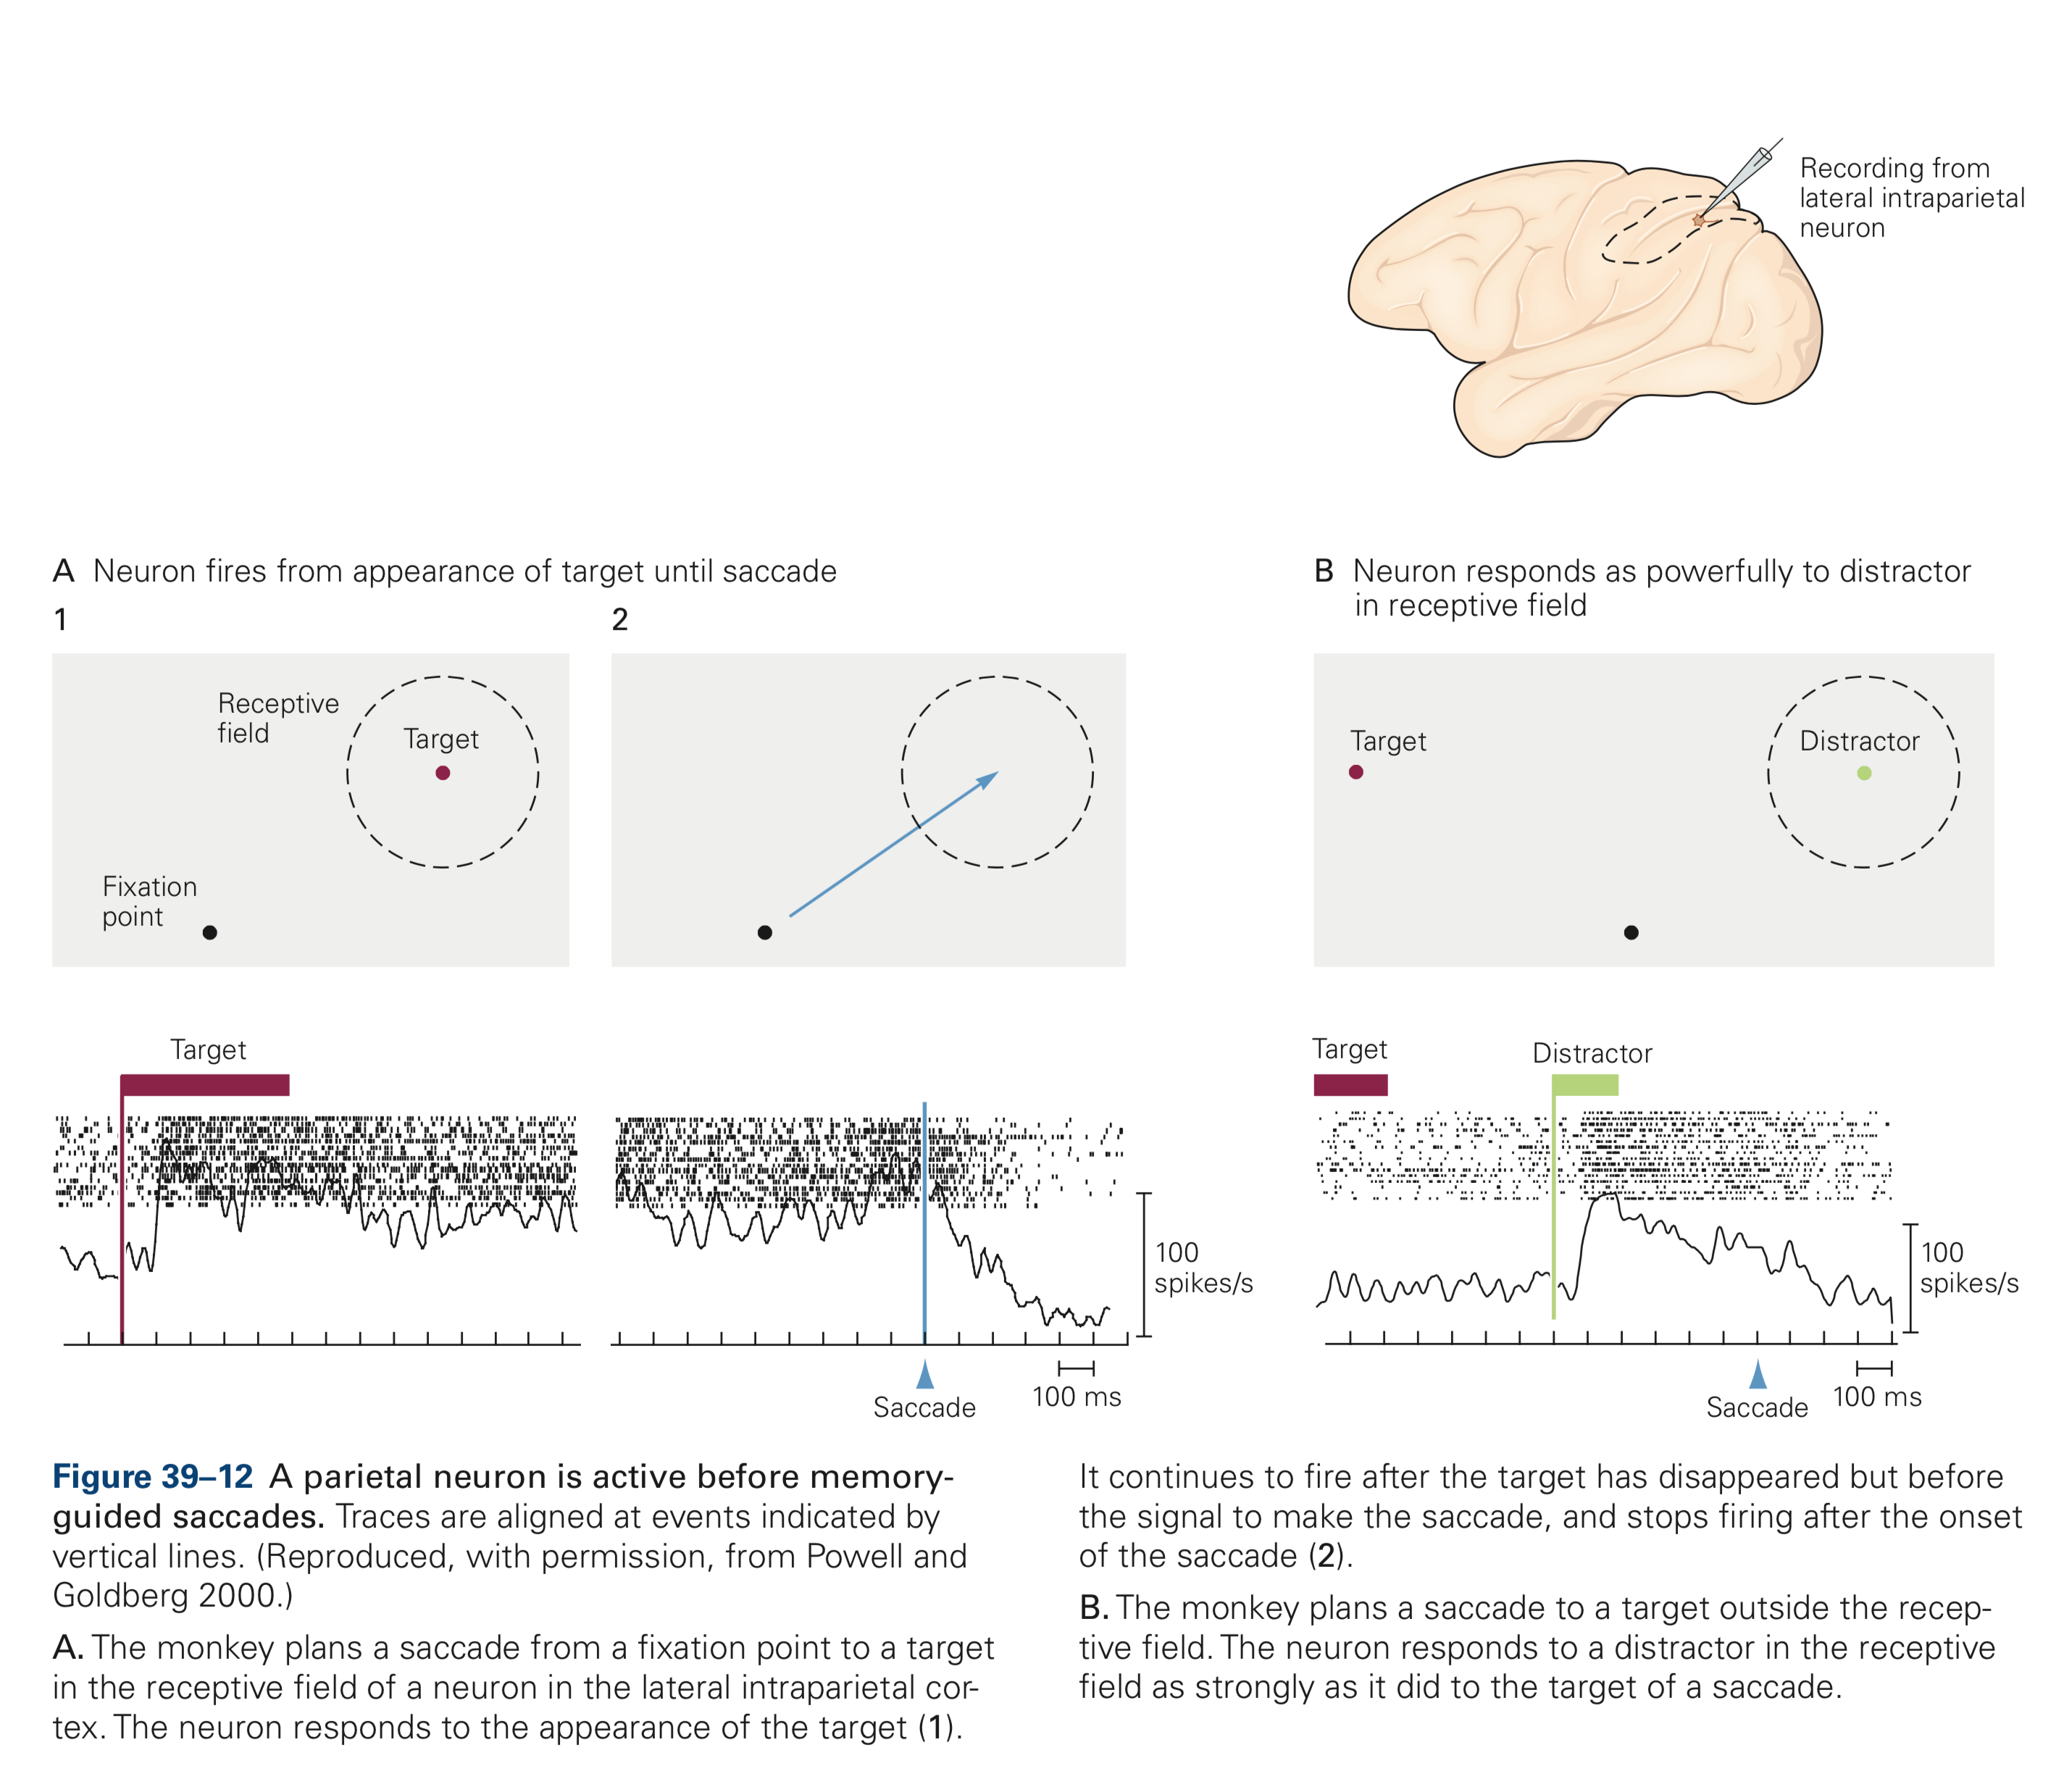 Recording from
lateral intraparietal
neuron
A Neuron fires from appearance of target until saccade
1
2
Receptive
field
Target
Fixation
point
B Neuron responds as powerfully to distractor
in receptive field
Target
Distractor
Target
100
spikes/s
Saccade
100 ms
Target
Distractor
100
spikes/s
Saccade
100 ms
Figure 39–12 A parietal neuron is active before memory-
guided saccades. Traces are aligned at events indicated by
vertical lines. (Reproduced, with permission, from Powell and
Goldberg 2000.)
A. The monkey plans a saccade from a fixation point to a target
in the receptive field of a neuron in the lateral intraparietal cor-
tex. The neuron responds to the appearance of the target (1).
It continues to fire after the target has disappeared but before
the signal to make the saccade, and stops firing after the onset
of the saccade (2).
B. The monkey plans a saccade to a target outside the recep-
tive field. The neuron responds to a distractor in the receptive
field as strongly as it did to the target of a saccade.